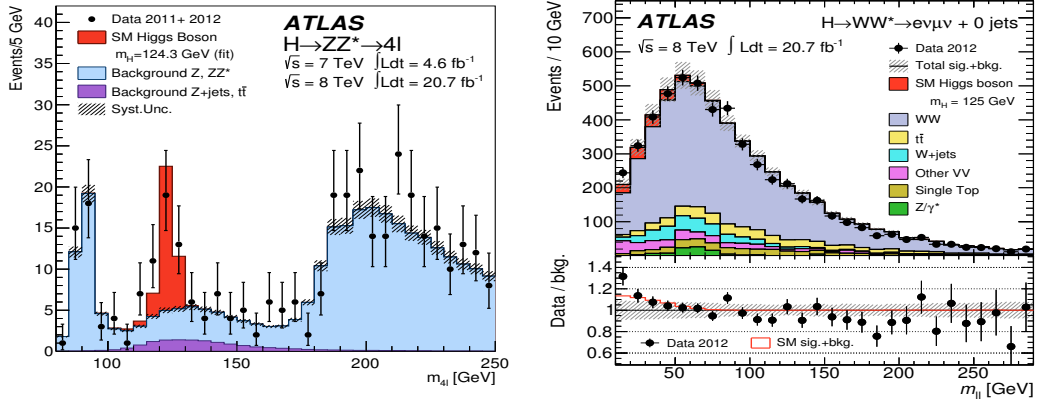 Events/5 GeV
40
35
30
25
20
15
10
5
0
Data 2011+ 2012
SM Higgs Boson
m_H=124.3 GeV (fit)
Background Z, ZZ*
Background Z+jets, tt̄
Syst.Unc.
ATLAS
H→ZZ*→4l
√s = 7 TeV ∫Ldt = 4.6 fb⁻¹
√s = 8 TeV ∫Ldt = 20.7 fb⁻¹
100 150 200 250
m_4l [GeV]
Events / 10 GeV
700
600
500
400
300
200
100
ATLAS
H→WW*→eνμν + 0 jets
√s = 8 TeV ∫Ldt = 20.7 fb⁻¹
Data 2012
Total sig.+bkg.
SM Higgs boson
m_H = 125 GeV
WW
tt̄
W+jets
Other VV
Single Top
Z/γ*
Data / bkg.
1.4
1.2
1
0.8
0.6
Data 2012 SM sig.+bkg.
50 100 150 200 250
m_ll [GeV]